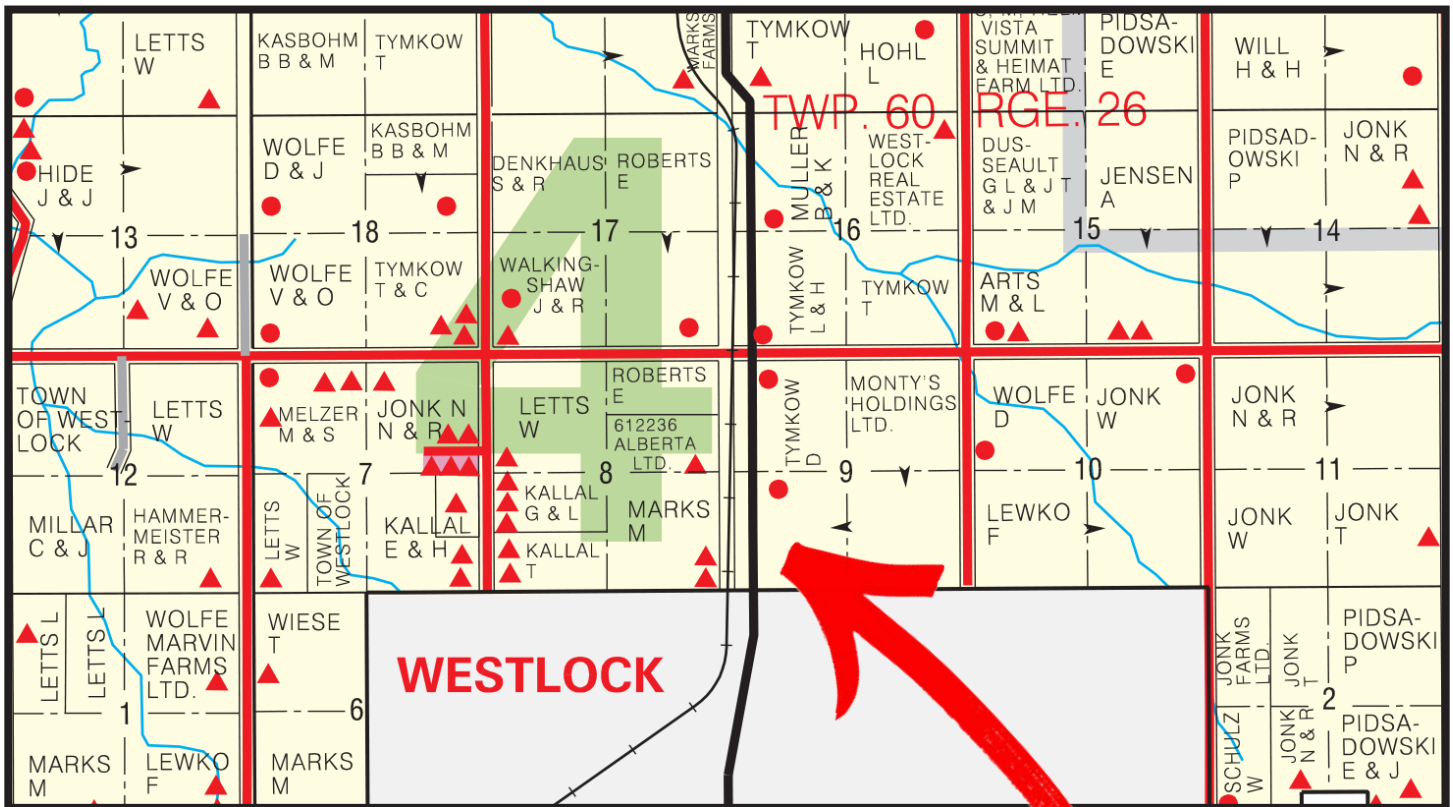 LETTS
W
KASBOHM
B B & M
TYMKOW
T
MARKS
FARMS
TYMKOW
T
HOHL
L
VISTA
SUMMIT
& HEIMAT
FARM LTD.
PIDSA-
DOWSKI
E
WILL
H & H
TWP. 60 RGE. 26
HIDE
J & J
WOLFE
D & J
KASBOHM
B B & M
DENKHAUS
S & R
ROBERTS
E
MULLER
B & K
WEST-
LOCK
REAL
ESTATE
LTD.
DUS-
SEAULT
G L & J T
& J M
JENSEN
A
PIDSAD-
OWSKI
P
JONK
N & R
13
18
17
16
15
14
4
WOLFE
V & O
WOLFE
V & O
TYMKOW
T & C
WALKING-
SHAW
J & R
TYMKOW
L & H
TYMKOW
T
ARTS
M & L
TOWN
OF WEST
LOCK
LETTS
W
MELZER
M & S
JONK N
N & R
LETTS
W
ROBERTS
E
612236
ALBERTA
LTD.
TYMKOW
D
MONTY'S
HOLDINGS
LTD.
WOLFE
D
JONK
W
JONK
N & R
12
7
8
9
10
11
MILLAR
C & J
HAMMER-
MEISTER
R & R
LETTS
W
TOWN OF
WESTLOCK
KALLAL
E & H
KALLAL
G & L
KALLAL
T
MARKS
M
LEWKO
F
JONK
W
JONK
T
LETTS L
LETTS L
WOLFE
MARVIN
FARMS
LTD.
WIESE
T
WESTLOCK
JONK
FARMS
LTD.
JONK
T
PIDSA-
DOWSKI
P
1
6
2
MARKS
M
LEWKO
F
MARKS
M
SCHULZ
W
JONK
N & R
PIDSA-
DOWSKI
E & J